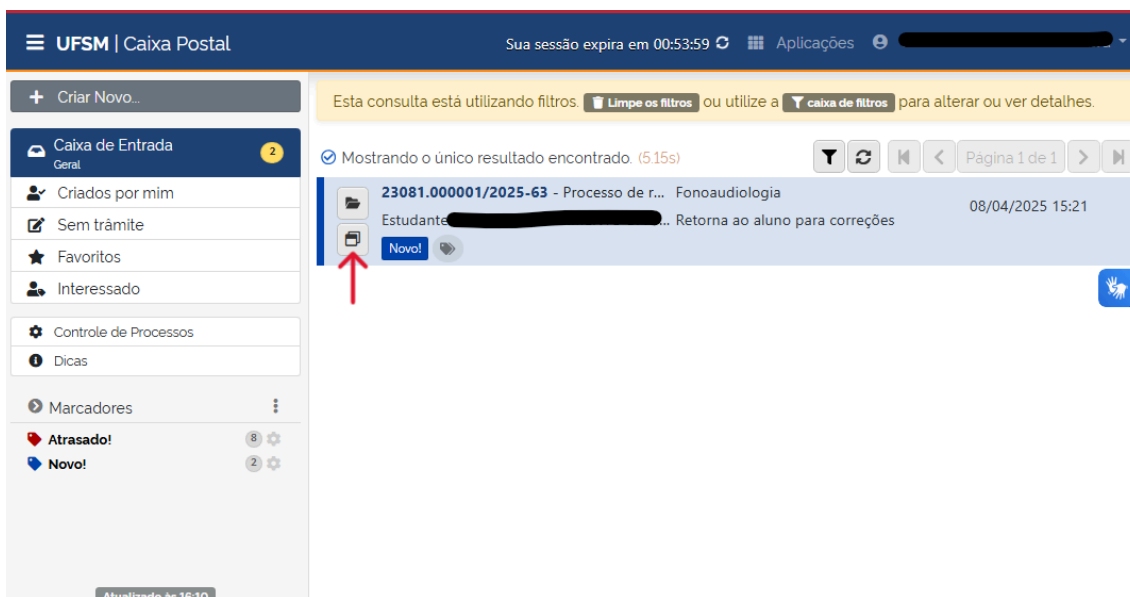 UFSM | Caixa Postal
Sua sessão expira em 00:53:59
Aplicações
Criar Novo...
Caixa de Entrada
Geral
2
Criados por mim
Sem trâmite
Favoritos
Interessado
Controle de Processos
Dicas
Marcadores
Atrasado! 8
Novo! 2
Atualizado às 16:10
Esta consulta está utilizando filtros. Limpe os filtros ou utilize a caixa de filtros para alterar ou ver detalhes.
Mostrando o único resultado encontrado. (5.15s)
Página 1 de 1
23081.000001/2025-63 - Processo de r... Fonoaudiologia
08/04/2025 15:21
Estudante ... Retorna ao aluno para correções
Novo!